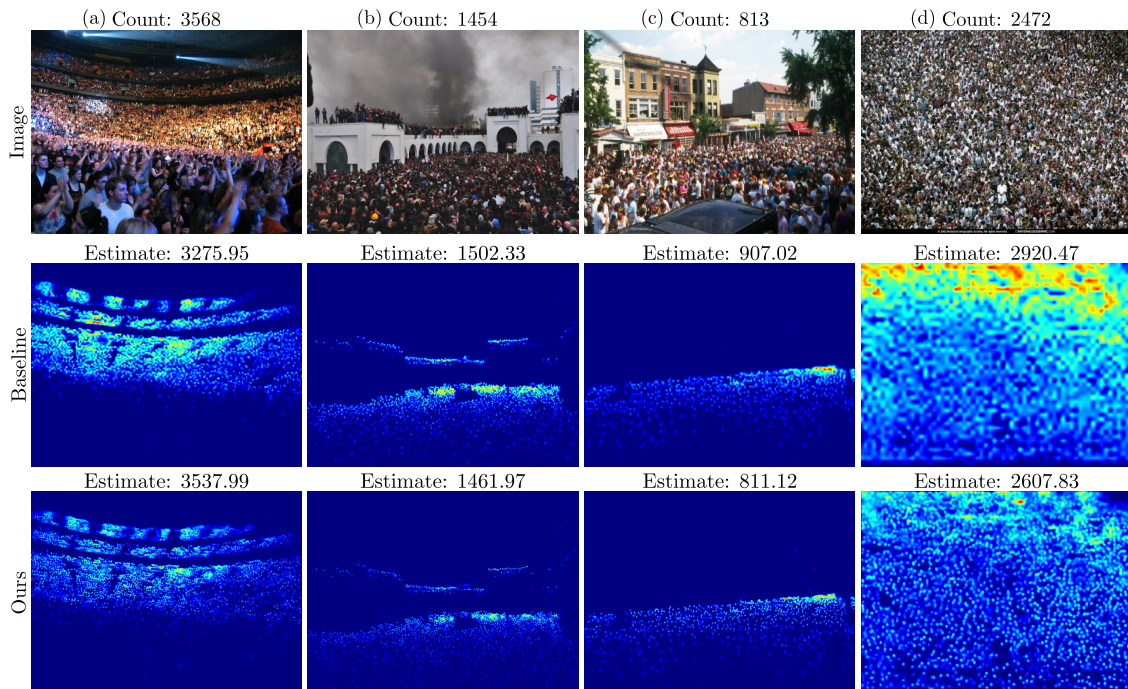 (a) Count: 3568
(b) Count: 1454
(c) Count: 813
(d) Count: 2472
Image
Estimate: 3275.95
Estimate: 1502.33
Estimate: 907.02
Estimate: 2920.47
Baseline
Estimate: 3537.99
Estimate: 1461.97
Estimate: 811.12
Estimate: 2607.83
Ours